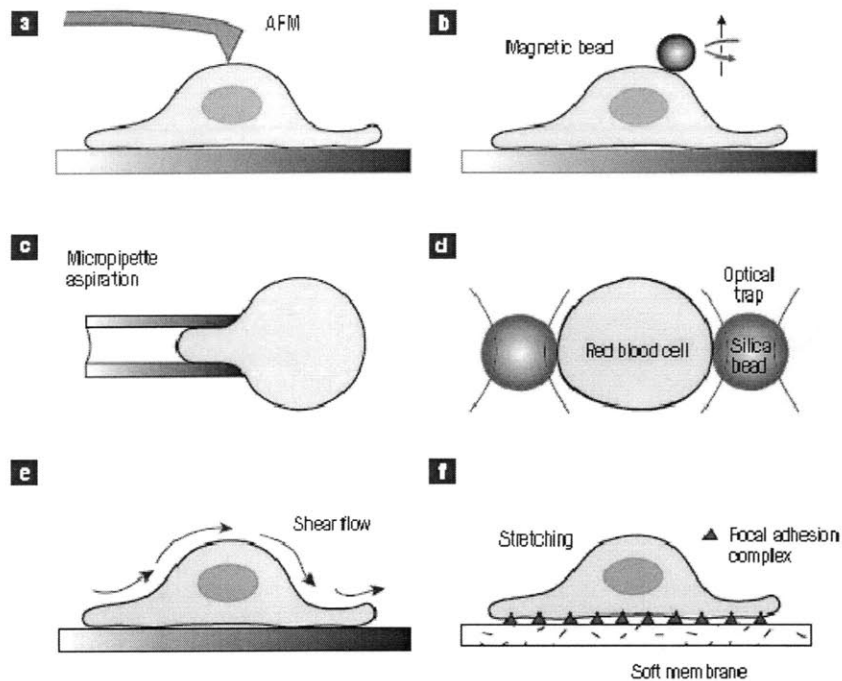 a
AFM
b
Magnetic bead
c
Micropipette
aspiration
d
Optical
trap
Red blood cell
Silica
bead
e
Shear flow
f
Stretching
Focal adhesion
complex
Soft membrane